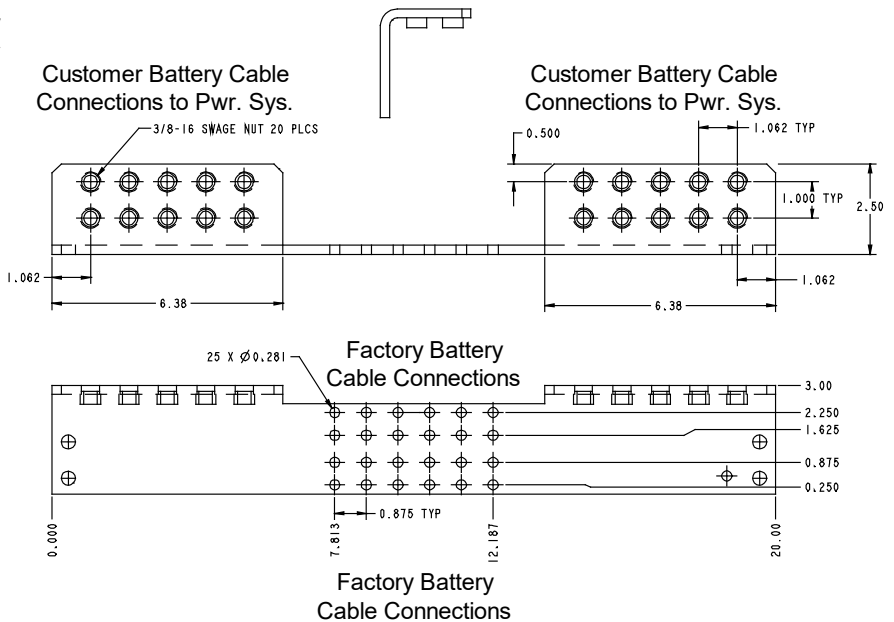 Customer Battery Cable
Connections to Pwr. Sys.
Customer Battery Cable
Connections to Pwr. Sys.
3/8-16 SWAGE NUT 20 PLCS
0.500
1.062 TYP
1.000 TYP
2.50
1.062
6.38
6.38
1.062
25 X Ø0.281
Factory Battery
Cable Connections
3.00
2.250
1.625
0.875
0.250
0.875 TYP
0.000
7.813
12.187
20.00
Factory Battery
Cable Connections